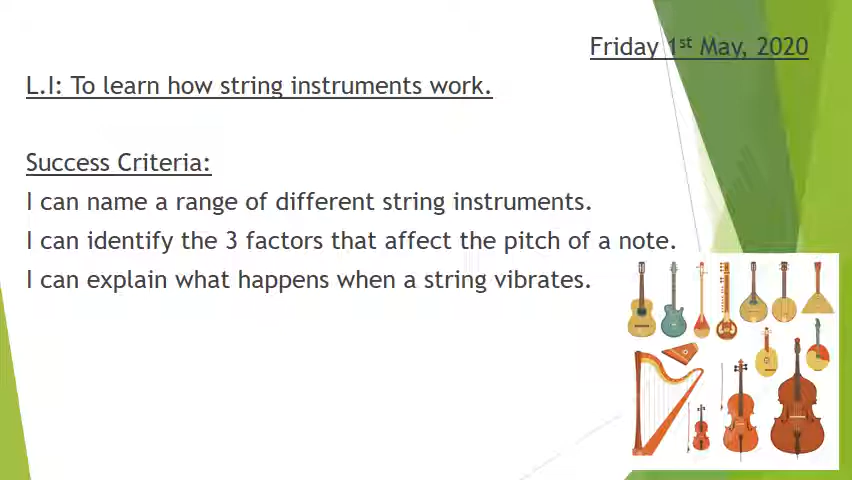 Friday 1st May, 2020
L.I: To learn how string instruments work.
Success Criteria:
I can name a range of different string instruments.
I can identify the 3 factors that affect the pitch of a note.
I can explain what happens when a string vibrates.